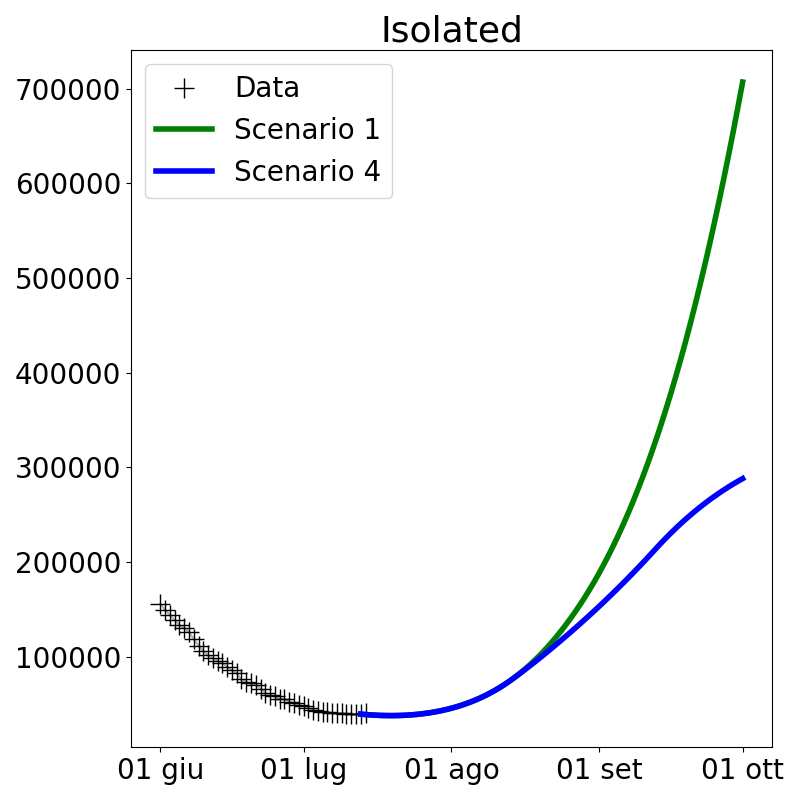 Isolated
Data
Scenario 1
Scenario 4
700000
600000
500000
400000
300000
200000
100000
01 giu 01 lug 01 ago 01 set 01 ott